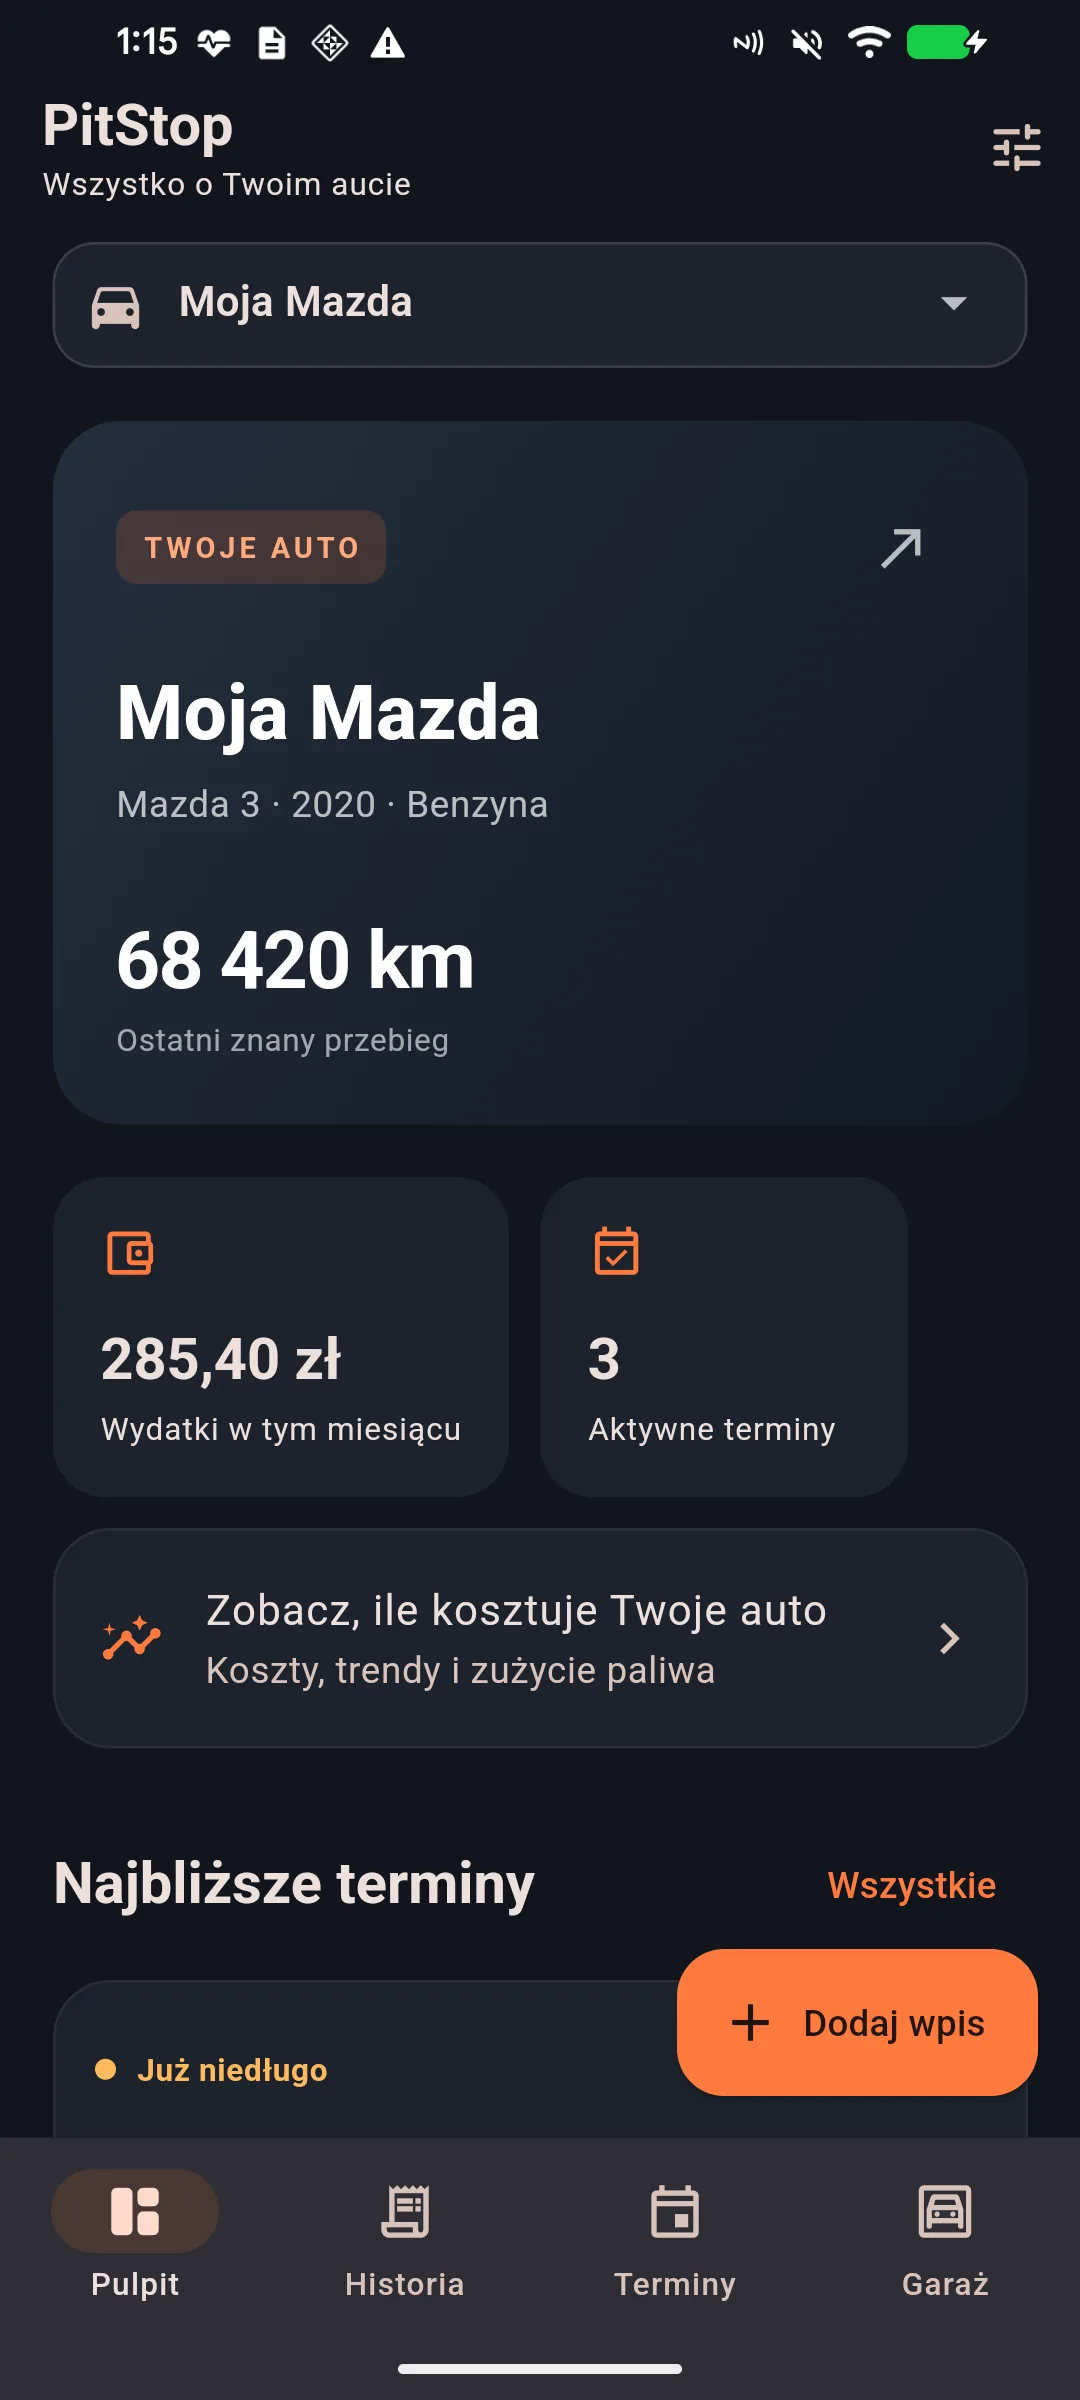 1:15
PitStop
Wszystko o Twoim aucie
Moja Mazda
TWOJE AUTO
Moja Mazda
Mazda 3 · 2020 · Benzyna
68 420 km
Ostatni znany przebieg
285,40 zł
Wydatki w tym miesiącu
3
Aktywne terminy
Zobacz, ile kosztuje Twoje auto
Koszty, trendy i zużycie paliwa
Najbliższe terminy
Wszystkie
Dodaj wpis
Już niedługo
Pulpit
Historia
Terminy
Garaż